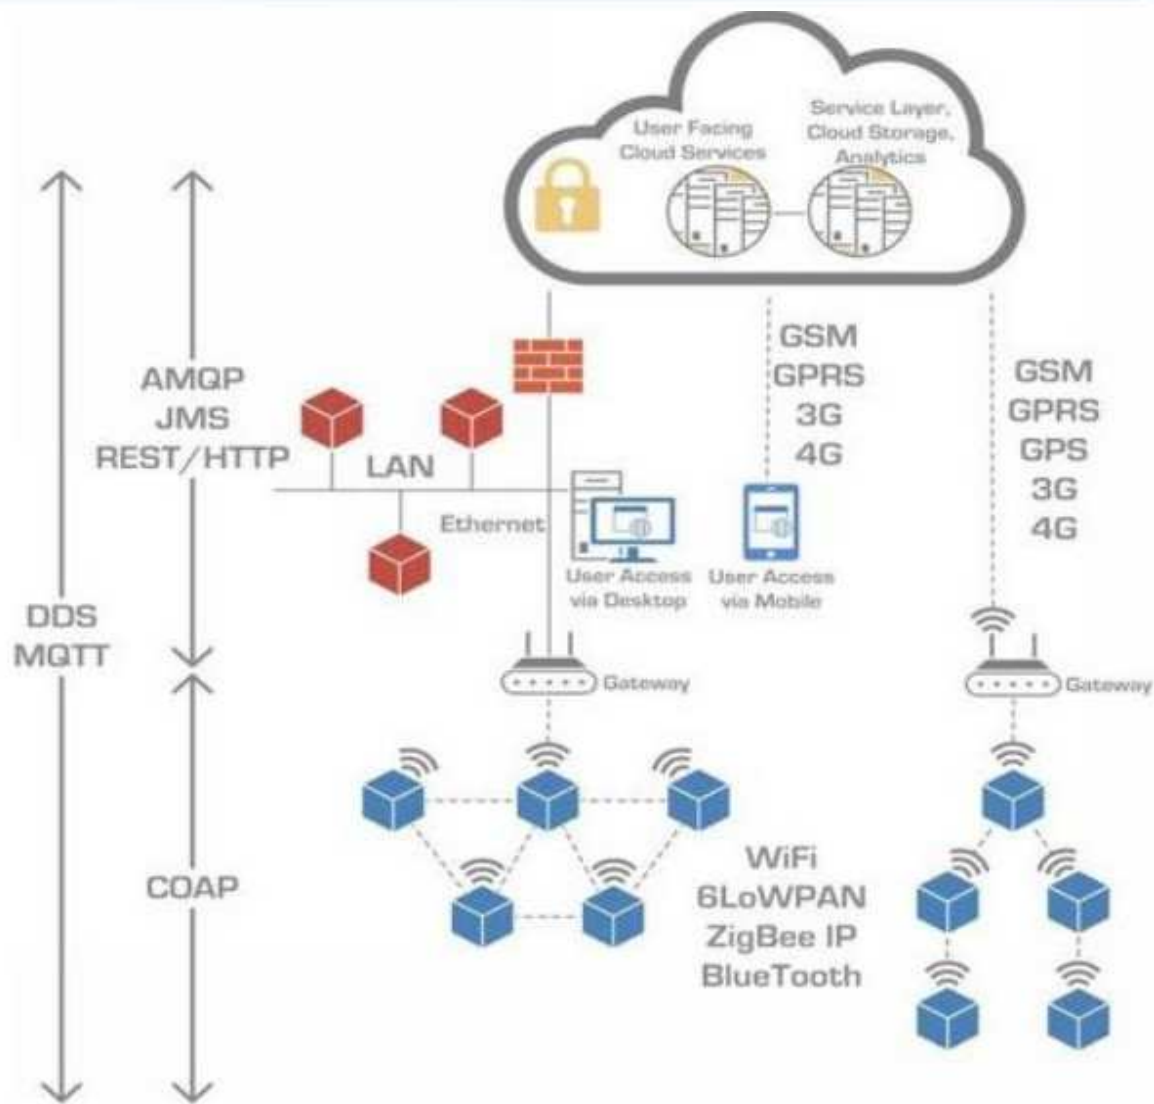 User Facing
Cloud Services
Service Layer,
Cloud Storage,
Analytics
AMQP
JMS
REST/HTTP
LAN
Ethernet
GSM
GPRS
3G
4G
GSM
GPRS
GPS
3G
4G
User Access
via Desktop
User Access
via Mobile
DDS
MQTT
Gateway
Gateway
COAP
WiFi
6LoWPAN
ZigBee IP
BlueTooth